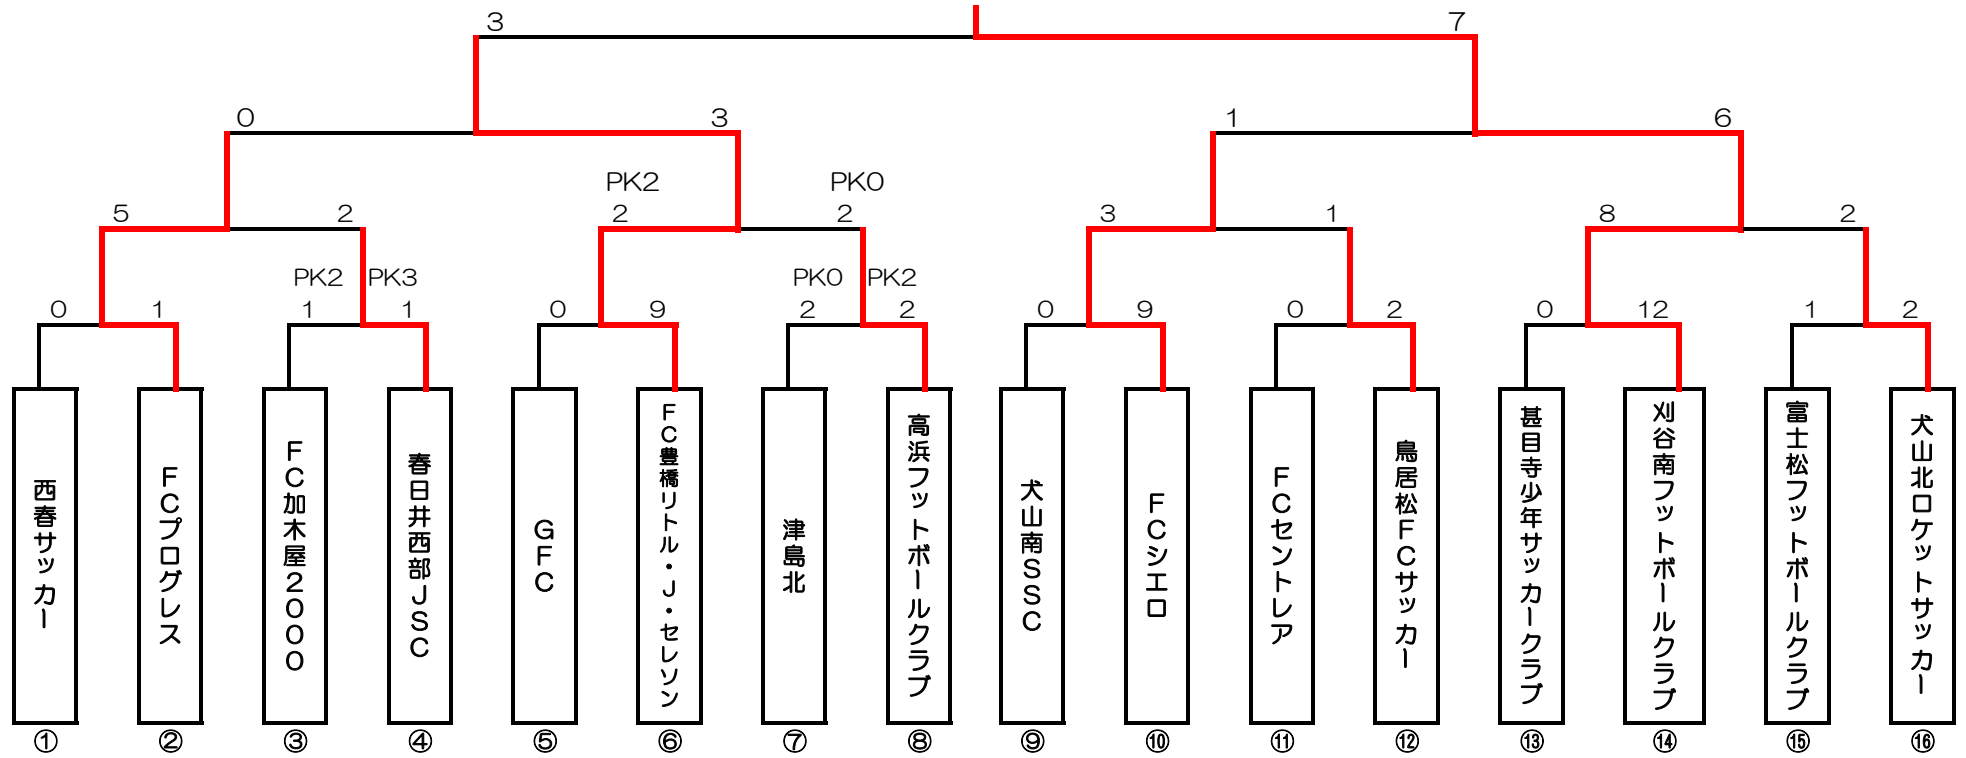 3 7
0 3 1 6
PK2 PK0
5 2 2 2 3 1 8 2
PK2 PK3 PK0 PK2
0 1 1 1 0 9 2 2 0 9 0 2 0 12 1 2
西春サッカー
FCプログレス
FC加木屋2000
春日井西部JSC
GFC
FC豊橋リトル・J・セレソン
津島北
高浜フットボールクラブ
犬山南SSC
FCシエロ
FCセントレア
鳥居松FCサッカー
甚目寺少年サッカークラブ
刈谷南フットボールクラブ
富士松フットボールクラブ
犬山北ロケットサッカー
① ② ③ ④ ⑤ ⑥ ⑦ ⑧ ⑨ ⑩ ⑪ ⑫ ⑬ ⑭ ⑮ ⑯